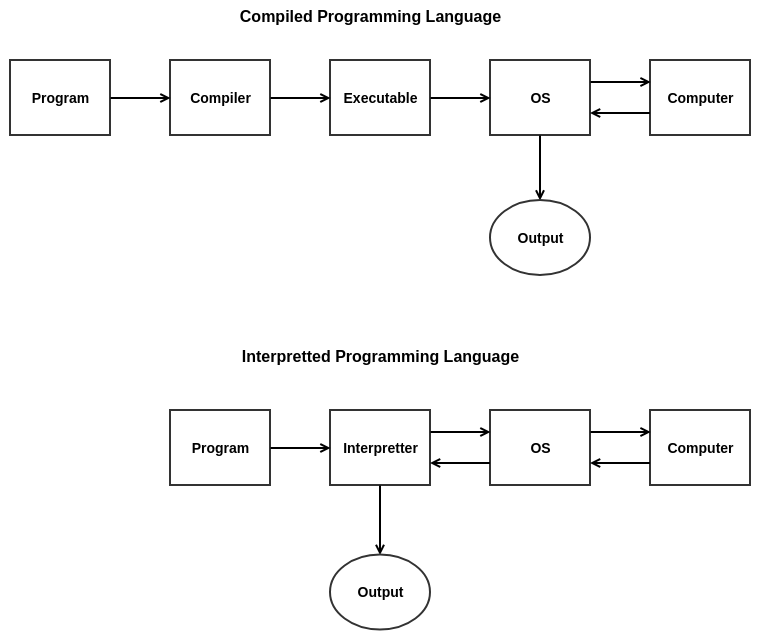 Compiled Programming Language
Program
Compiler
Executable
OS
Computer
Output
Interpretted Programming Language
Program
Interpretter
OS
Computer
Output